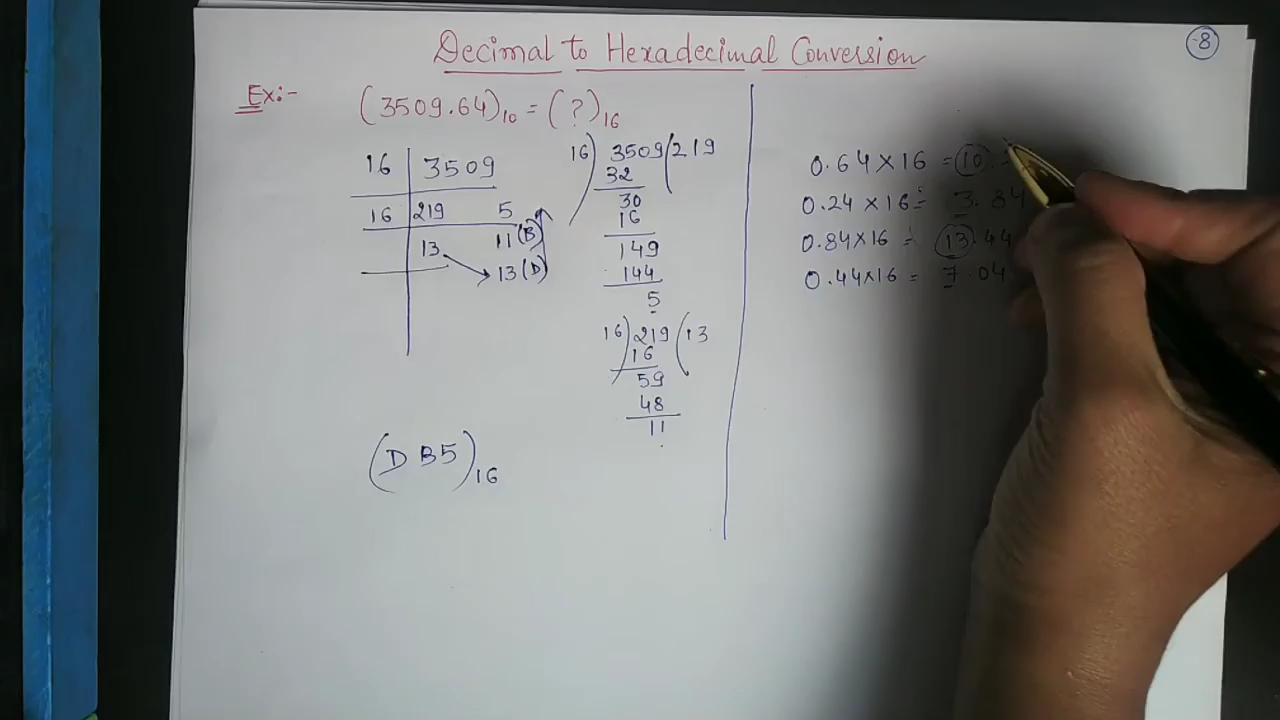 Decimal to Hexadecimal Conversion
8
Ex:-
(3509.64)10 = (?)16
16 3509
16 219 5
13 11(B)
13(D)
16) 3509 (219
32
30
16
149
144
5
16) 219 (13
16
59
48
11
(DB5)16
0.64×16 = 10.
0.24×16 = 3.84
0.84×16 = 13.44
0.44×16 = 7.04